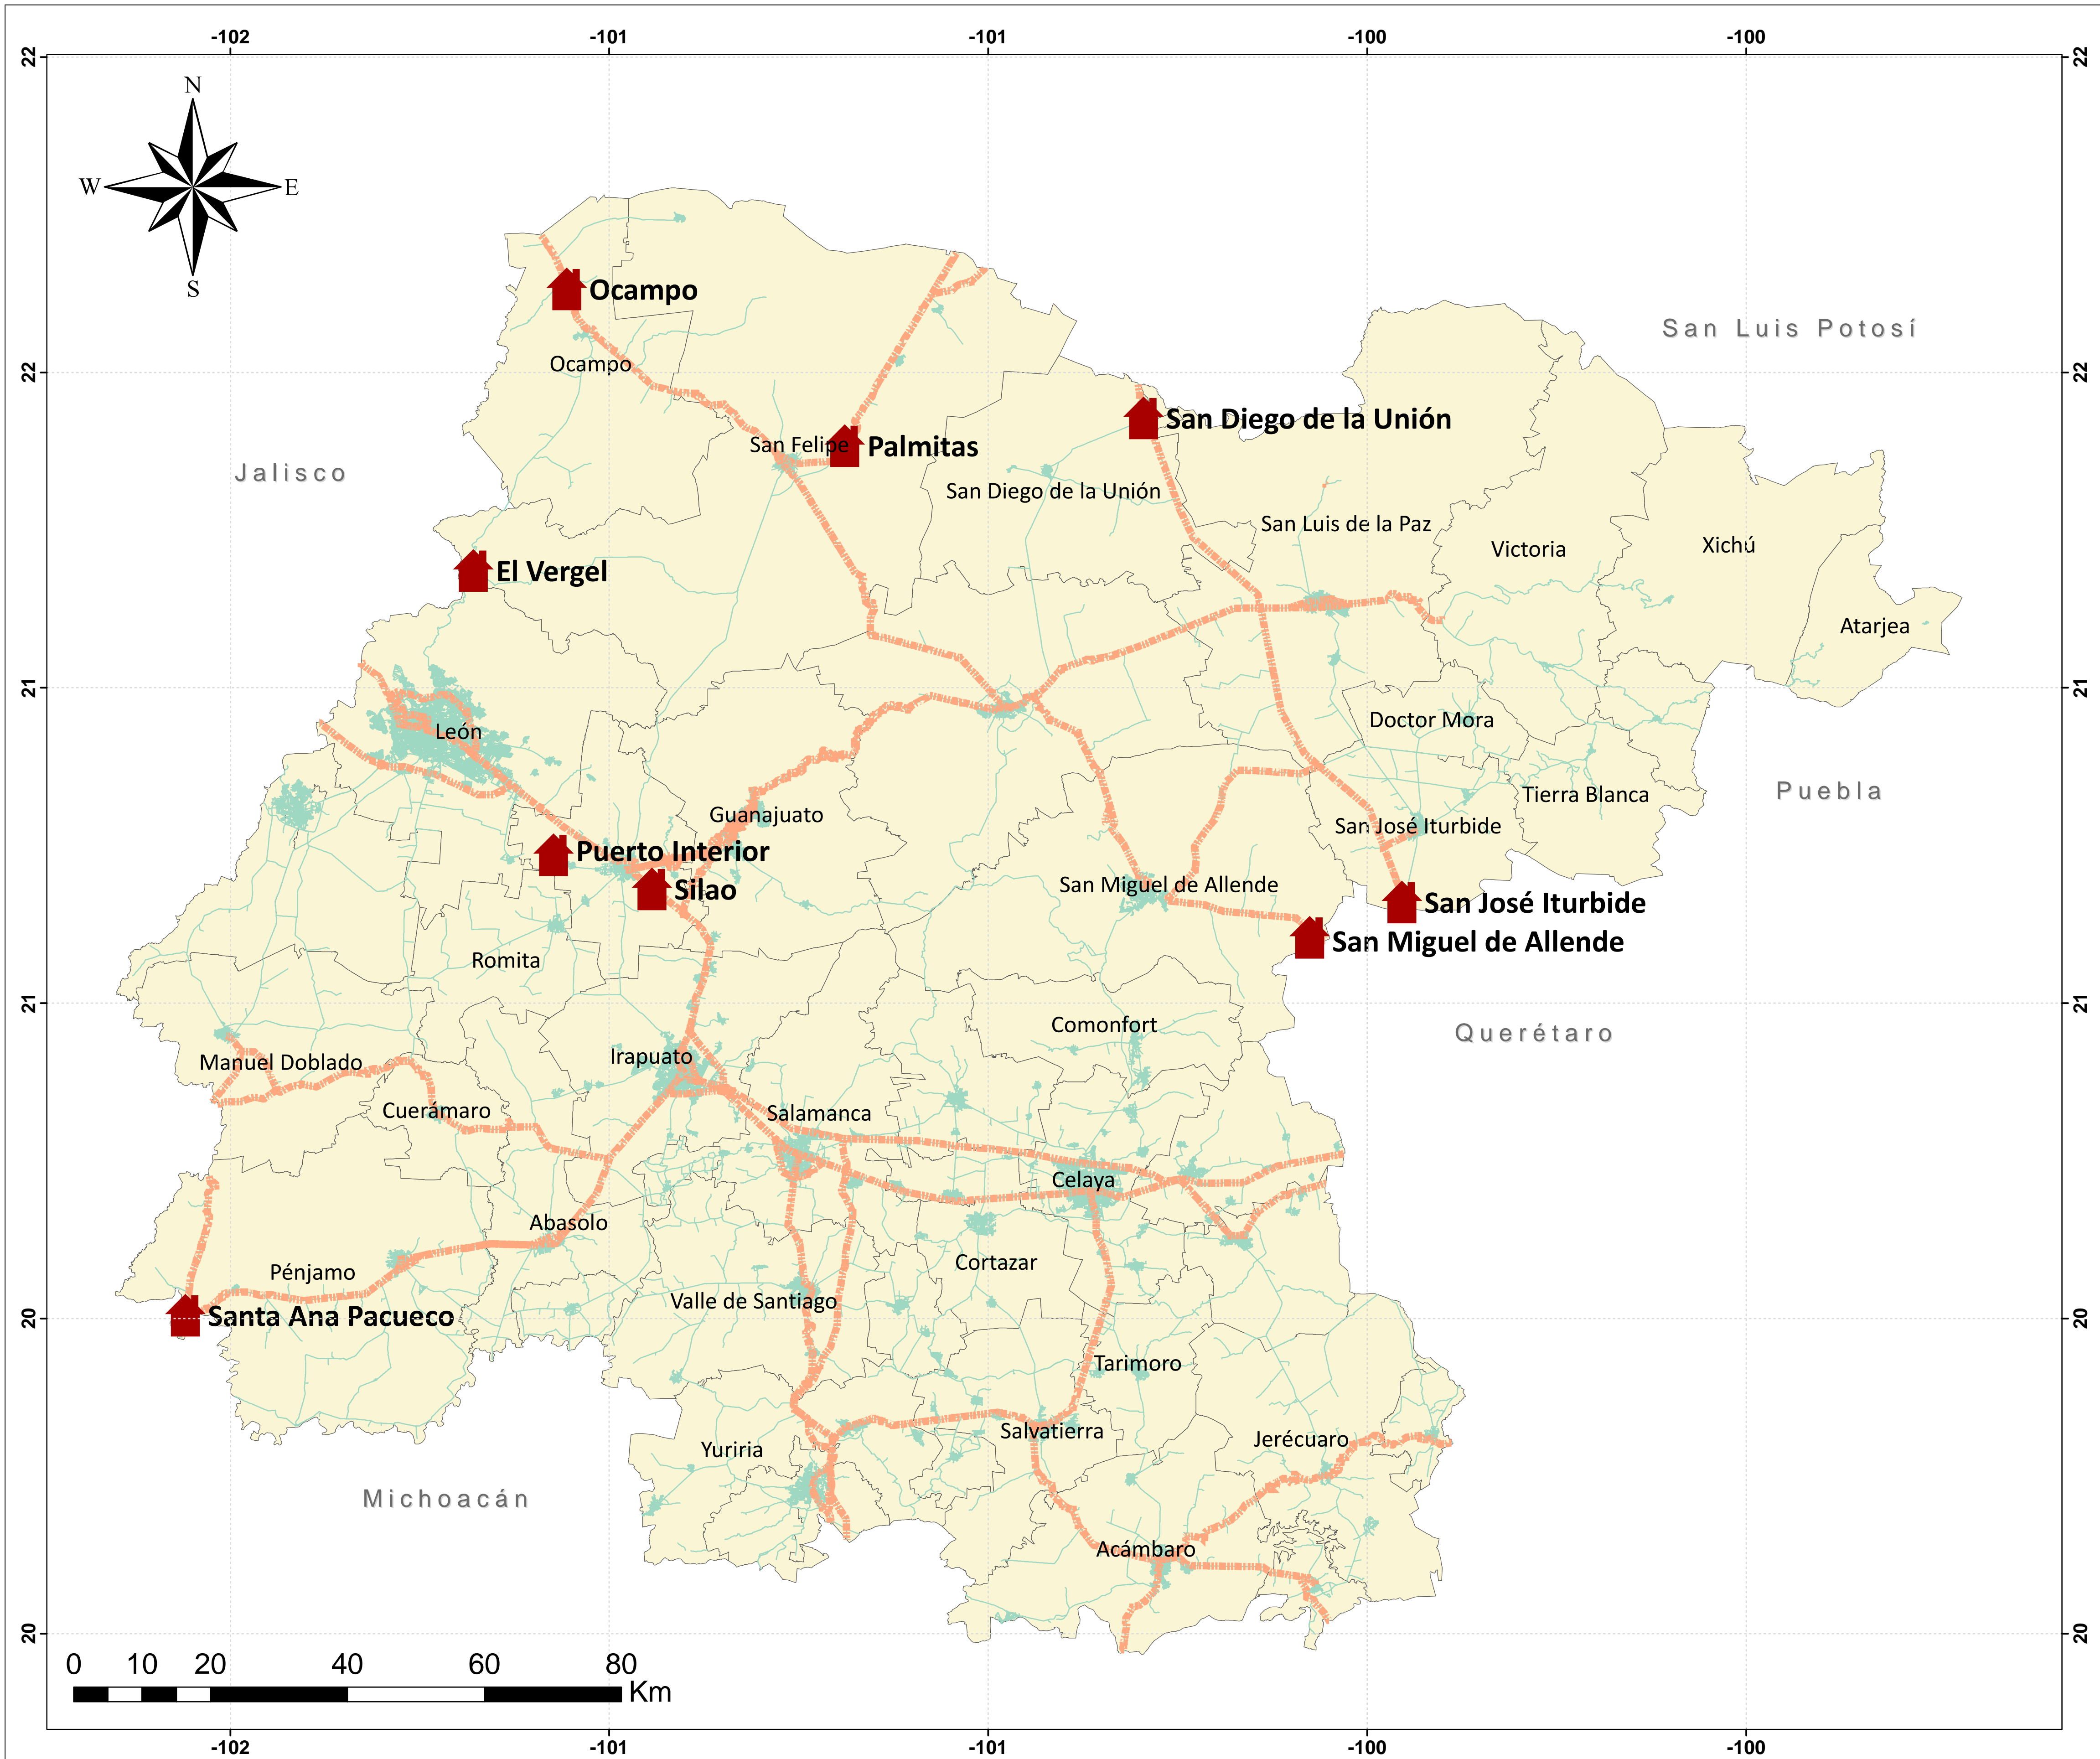 -102 -101 -101 -100 -100
22
22
N
W E
S
Ocampo
San Luis Potosí
22
22
Ocampo
San Diego de la Unión
San Felipe
Palmitas
Jalisco
San Diego de la Unión
San Luis de la Paz
Victoria
Xichú
El Vergel
Atarjea
21
21
León
Doctor Mora
Puebla
Tierra Blanca
Guanajuato
San José Iturbide
Puerto Interior
Silao
San Miguel de Allende
San José Iturbide
San Miguel de Allende
Romita
21
21
Comonfort
Querétaro
Irapuato
Manuel Doblado
Cuerámaro
Salamanca
Celaya
Abasolo
Cortazar
Pénjamo
Valle de Santiago
Santa Ana Pacueco
20
20
Tarimoro
Salvatierra
Jerécuaro
Yuriria
Michoacán
Acámbaro
20
20
0 10 20 40 60 80
Km
-102 -101 -101 -100 -100